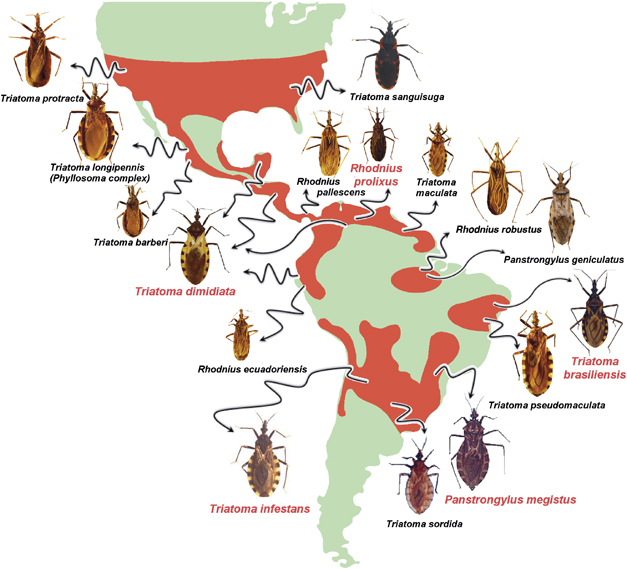 Triatoma protracta
Triatoma sanguisuga
Triatoma longipennis
(Phyllosoma complex)
Rhodnius
pallescens
Rhodnius
prolixus
Triatoma
maculata
Rhodnius robustus
Triatoma barberi
Panstrongylus geniculatus
Triatoma dimidiata
Rhodnius ecuadoriensis
Triatoma
brasiliensis
Triatoma pseudomaculata
Triatoma infestans
Panstrongylus megistus
Triatoma sordida